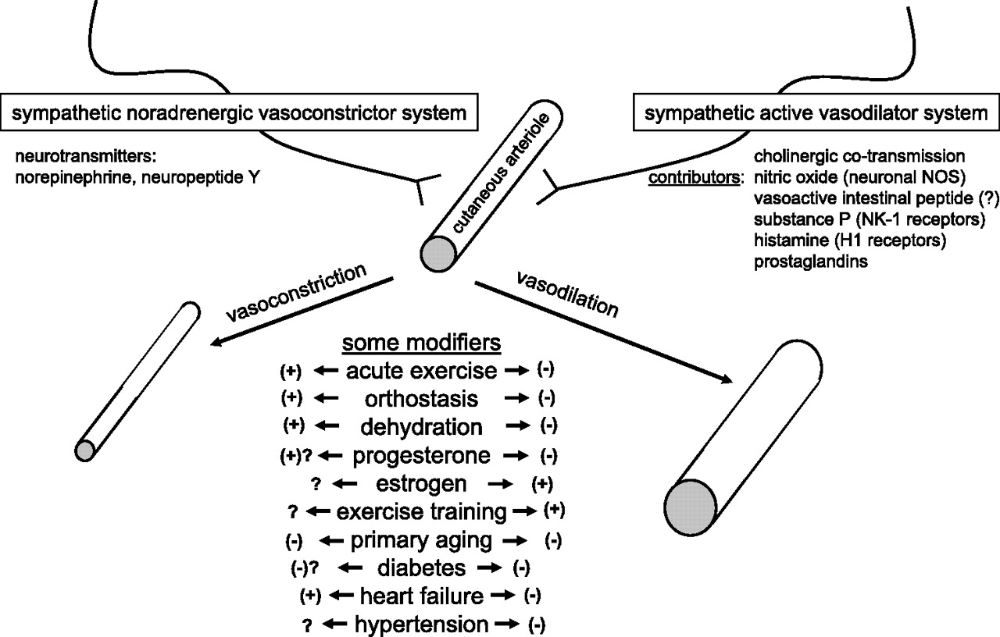 sympathetic noradrenergic vasoconstrictor system
neurotransmitters:
norepinephrine, neuropeptide Y
cutaneous arteriole
sympathetic active vasodilator system
cholinergic co-transmission
contributors: nitric oxide (neuronal NOS)
vasoactive intestinal peptide (?)
substance P (NK-1 receptors)
histamine (H1 receptors)
prostaglandins
vasoconstriction
vasodilation
some modifiers
(+) ← acute exercise → (-)
(+) ← orthostasis → (-)
(+) ← dehydration → (-)
(+)? ← progesterone → (-)
? ← estrogen → (+)
? ← exercise training → (+)
(-) ← primary aging → (-)
(-)? ← diabetes → (-)
(+) ← heart failure → (-)
? ← hypertension → (-)